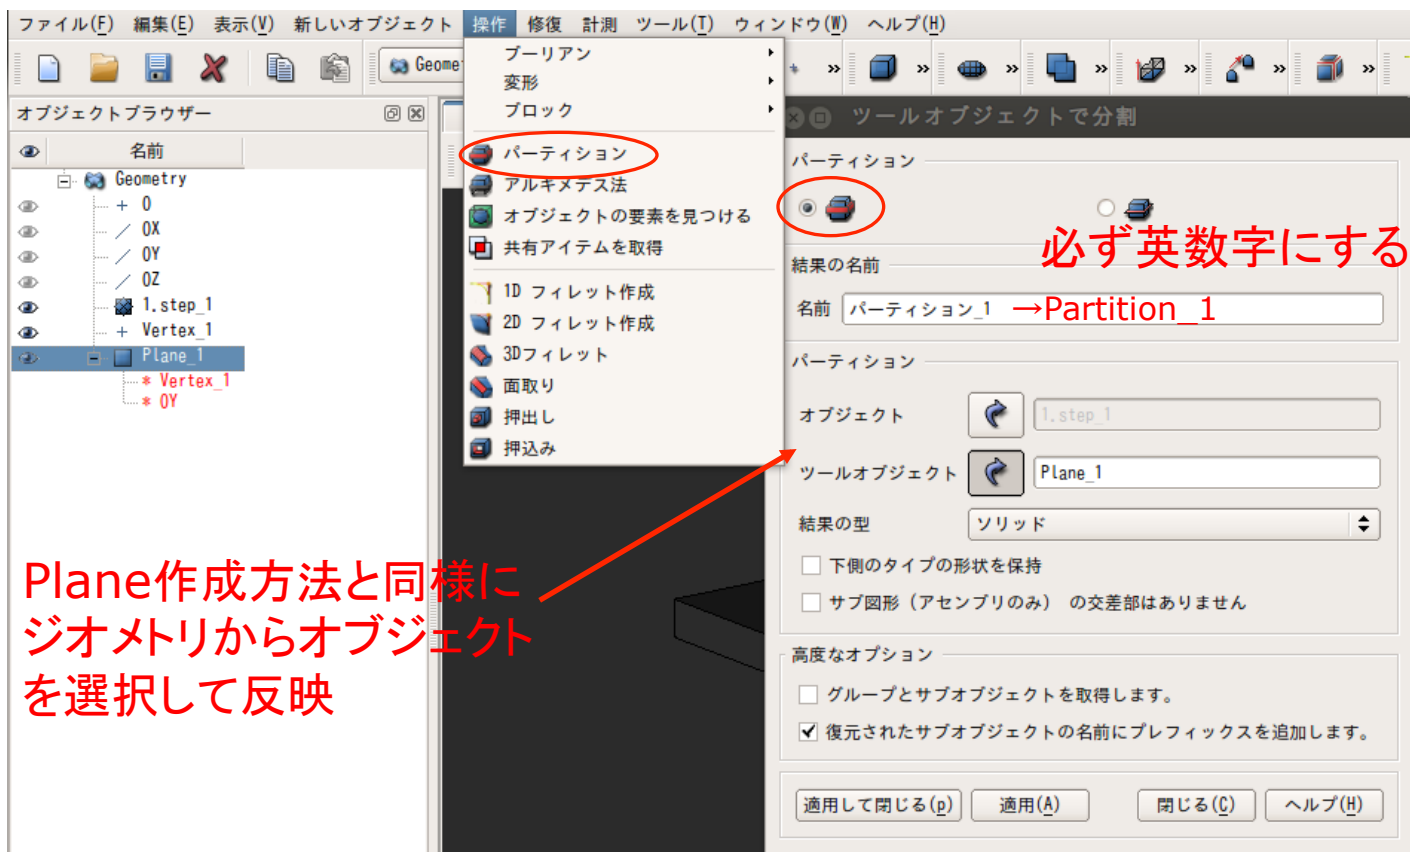 ファイル(F) 編集(E) 表示(V) 新しいオブジェクト 操作 修復 計測 ツール(T) ウィンドウ(W) ヘルプ(H)
Geome
オブジェクトブラウザー
名前
Geometry
O
OX
OY
OZ
1.step_1
Vertex_1
Plane_1
* Vertex_1
* OY
ブーリアン
変形
ブロック
パーティション
アルキメデス法
オブジェクトの要素を見つける
共有アイテムを取得
1D フィレット作成
2D フィレット作成
3Dフィレット
面取り
押出し
押込み
Plane作成方法と同様に
ジオメトリからオブジェクト
を選択して反映
ツールオブジェクトで分割
パーティション
必ず英数字にする
結果の名前
名前 パーティション_1 →Partition_1
パーティション
オブジェクト 1.step_1
ツールオブジェクト Plane_1
結果の型 ソリッド
下側のタイプの形状を保持
サブ図形（アセンブリのみ） の交差部はありません
高度なオプション
グループとサブオブジェクトを取得します。
復元されたサブオブジェクトの名前にプレフィックスを追加します。
適用して閉じる(p) 適用(A) 閉じる(C) ヘルプ(H)